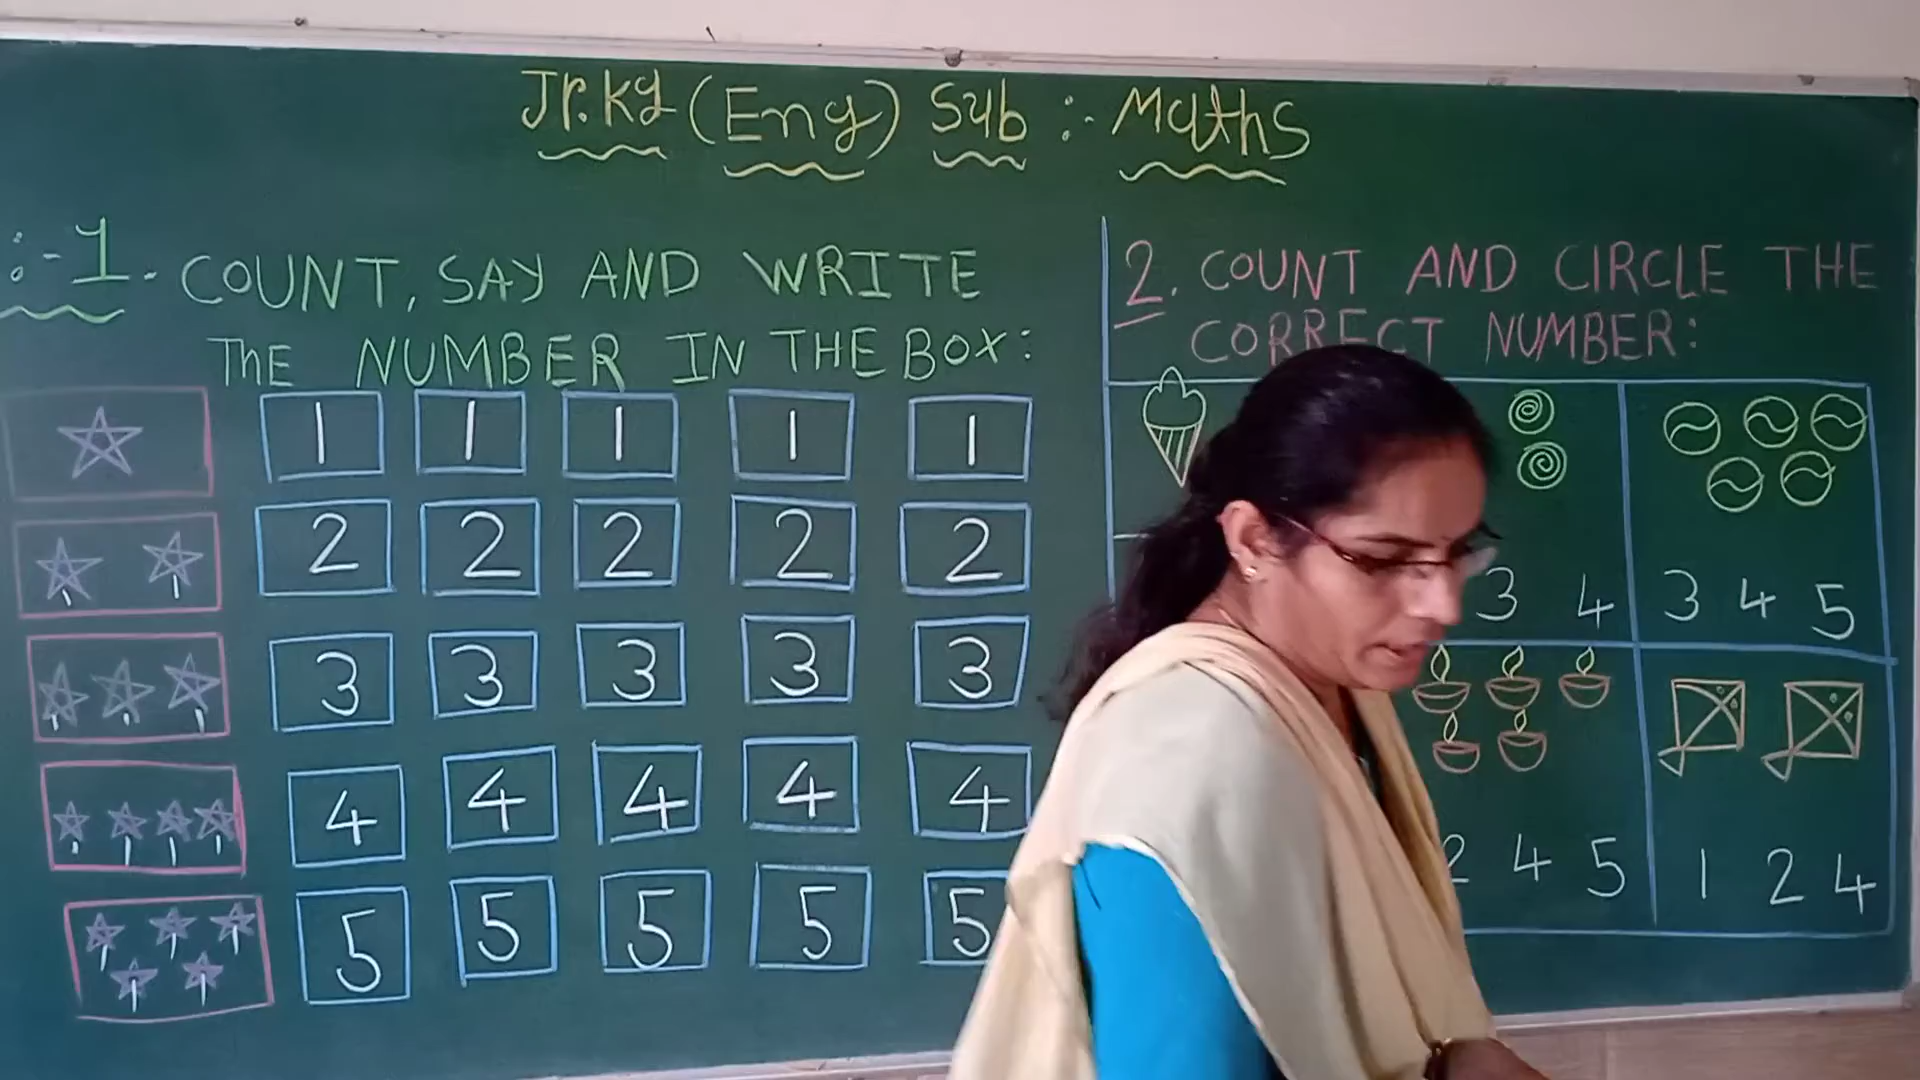 Jr.kg (Eng) Sub :- Maths
:-1. COUNT, SAY AND WRITE
THE NUMBER IN THE BOX:
1 1 1 1 1
2 2 2 2 2
3 3 3 3 3
4 4 4 4 4
5 5 5 5 5
2. COUNT AND CIRCLE THE
CORRECT NUMBER:
3 4
3 4 5
2 4 5
1 2 4